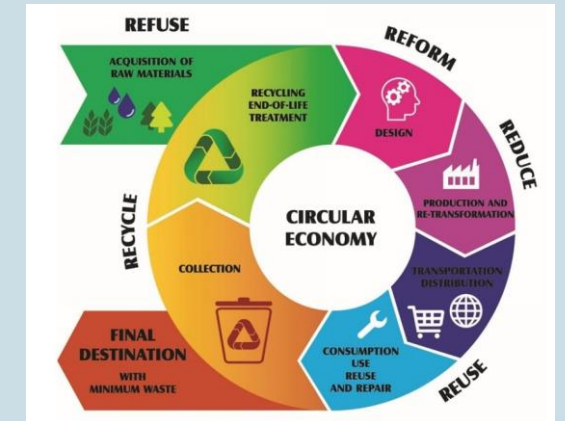 REFUSE
ACQUISITION OF
RAW MATERIALS
RECYCLING
END-OF-LIFE
TREATMENT
REFORM
DESIGN
REDUCE
PRODUCTION AND
RE-TRANSFORMATION
CIRCULAR
ECONOMY
TRANSPORTATION
DISTRIBUTION
REUSE
CONSUMPTION
USE
REUSE
AND REPAIR
RECYCLE
COLLECTION
FINAL
DESTINATION
WITH
MINIMUM WASTE